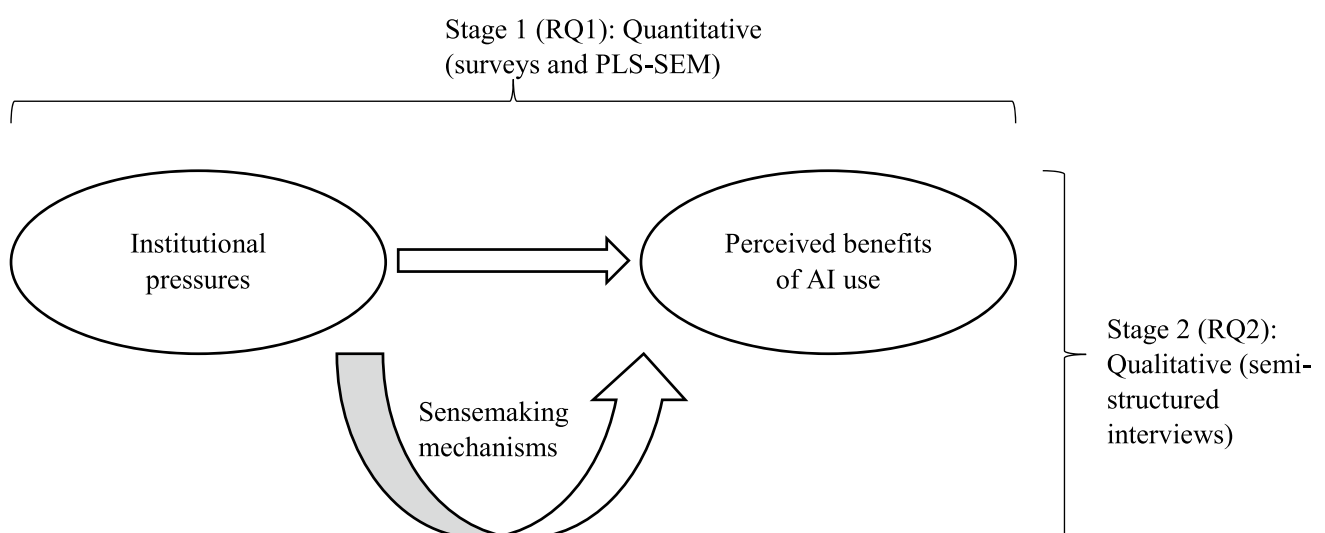 Stage 1 (RQ1): Quantitative
(surveys and PLS-SEM)
Institutional
pressures
Perceived benefits
of AI use
Sensemaking
mechanisms
Stage 2 (RQ2):
Qualitative (semi-
structured
interviews)